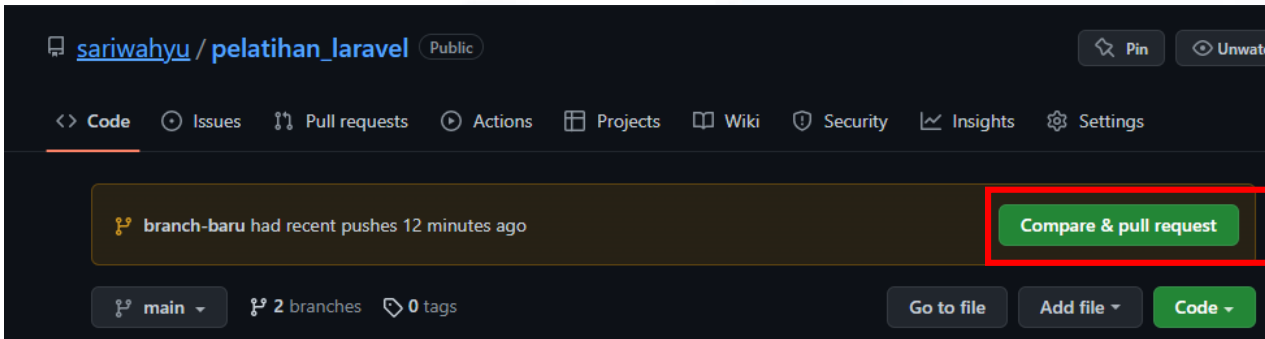 sariwahyu / pelatihan_laravel Public
Pin Unwatc
<> Code Issues Pull requests Actions Projects Wiki Security Insights Settings
branch-baru had recent pushes 12 minutes ago Compare & pull request
main 2 branches 0 tags Go to file Add file Code